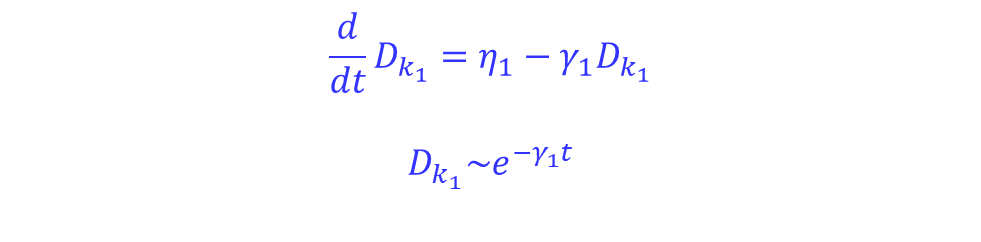 d/dt D_{k_1} = η_1 − γ_1 D_{k_1}
D_{k_1} ~ e^{−γ_1 t}